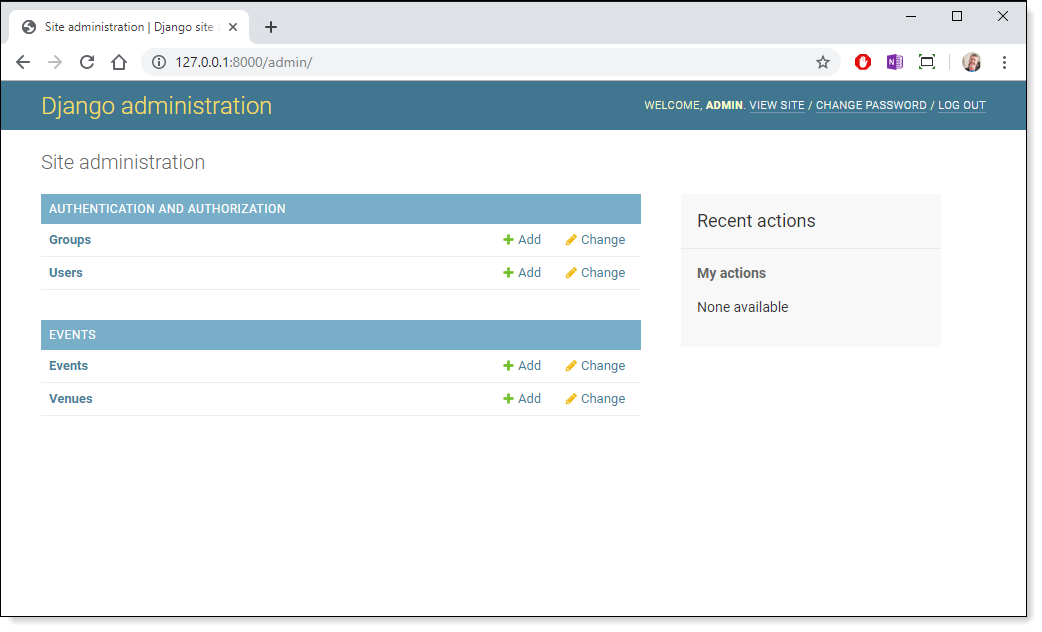 Site administration | Django site
127.0.0.1:8000/admin/
Django administration
WELCOME, ADMIN. VIEW SITE / CHANGE PASSWORD / LOG OUT
Site administration
AUTHENTICATION AND AUTHORIZATION
Groups Add Change
Users Add Change
EVENTS
Events Add Change
Venues Add Change
Recent actions
My actions
None available